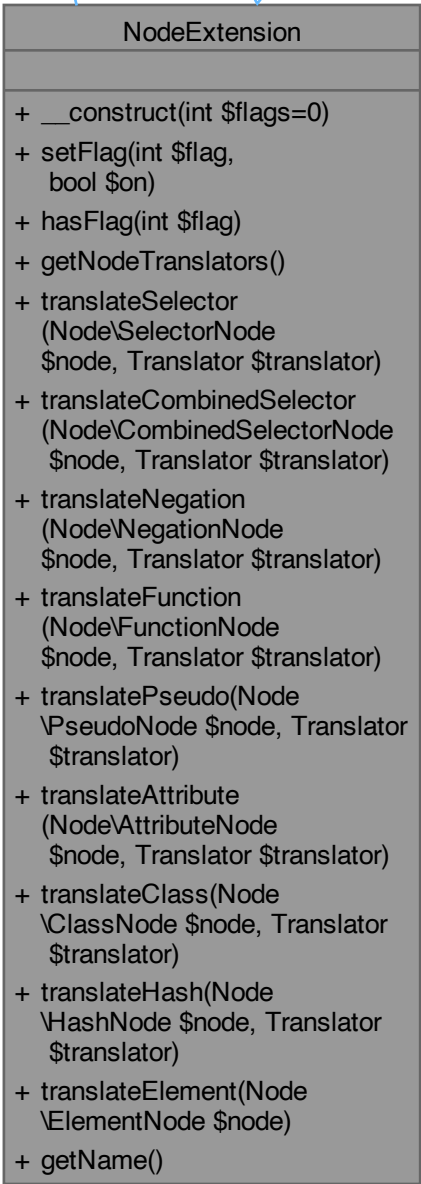 NodeExtension
+ __construct(int $flags=0)
+ setFlag(int $flag,
bool $on)
+ hasFlag(int $flag)
+ getNodeTranslators()
+ translateSelector
(Node\SelectorNode
$node, Translator $translator)
+ translateCombinedSelector
(Node\CombinedSelectorNode
$node, Translator $translator)
+ translateNegation
(Node\NegationNode
$node, Translator $translator)
+ translateFunction
(Node\FunctionNode
$node, Translator $translator)
+ translatePseudo(Node
\PseudoNode $node, Translator
$translator)
+ translateAttribute
(Node\AttributeNode
$node, Translator $translator)
+ translateClass(Node
\ClassNode $node, Translator
$translator)
+ translateHash(Node
\HashNode $node, Translator
$translator)
+ translateElement(Node
\ElementNode $node)
+ getName()